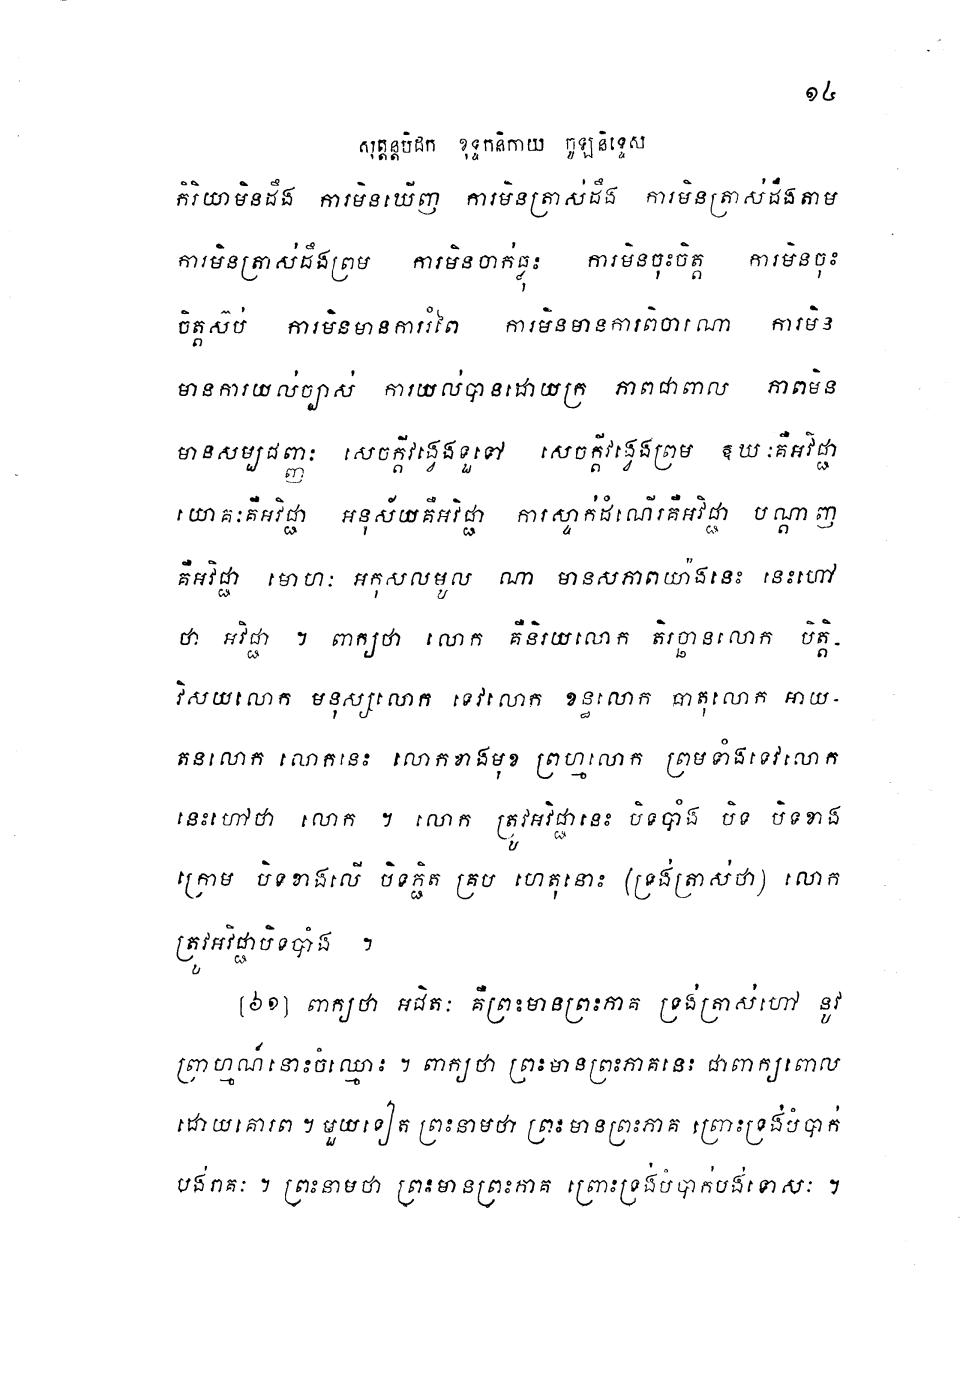 ១៤
សុត្តន្តបិដក ខុទ្ទកនិកាយ ចូឡនិទ្ទេស
កិរិយាមិនដឹង ការមិនឃើញ ការមិនត្រាស់ដឹង ការមិនត្រាស់ដឹងតាម
ការមិនត្រាស់ដឹងព្រម ការមិនចាក់ធ្លុះ ការមិនចុះចិត្ត ការមិនចុះ
ចិត្តស៊ប់ ការមិនមានការរំពៃ ការមិនមានការពិចារណា ការមិន
មានការយល់ច្បាស់ ការយល់បានដោយក្រ ភាពជាពាល ភាពមិន
មានសម្បជញ្ញៈ សេចក្តីវង្វេងទួទៅ សេចក្តីវង្វេងព្រម ឱឃៈគឺអវិជ្ជា
យោគៈគឺអវិជ្ជា អនុស័យគឺអវិជ្ជា ការស្ទាក់ដំណើរគឺអវិជ្ជា បណ្តាញ
គឺអវិជ្ជា មោហៈ អកុសលមូល ណា មានសភាពយ៉ាងនេះ នេះហៅ
ថា អវិជ្ជា ។ ពាក្យថា លោក គឺនិរយលោក តិរច្ឆានលោក បិត្តិ-
វិសយលោក មនុស្សលោក ទេវលោក ខន្ធលោក ធាតុលោក អាយ-
តនលោក លោកនេះ លោកខាងមុខ ព្រហ្មលោក ព្រមទាំងទេវលោក
នេះហៅថា លោក ។ លោក ត្រូវអវិជ្ជានេះ បិទបាំង បិទ បិទខាង
ក្រោម បិទខាងលើ បិទភ្ជិត គ្រប ហេតុនោះ (ទ្រង់ត្រាស់ថា) លោក
ត្រូវអវិជ្ជាបិទបាំង ។
[៦១] ពាក្យថា អជិតៈ គឺព្រះមានព្រះភាគ ទ្រង់ត្រាស់ហៅ នូវ
ព្រាហ្មណ៍នោះចំឈ្មោះ ។ ពាក្យថា ព្រះមានព្រះភាគនេះ ជាពាក្យពោល
ដោយគោរព ។ មួយទៀត ព្រះនាមថា ព្រះមានព្រះភាគ ព្រោះទ្រង់បំបាក់
បង់រាគៈ ។ ព្រះនាមថា ព្រះមានព្រះភាគ ព្រោះទ្រង់បំបាក់បង់ទោសៈ ។